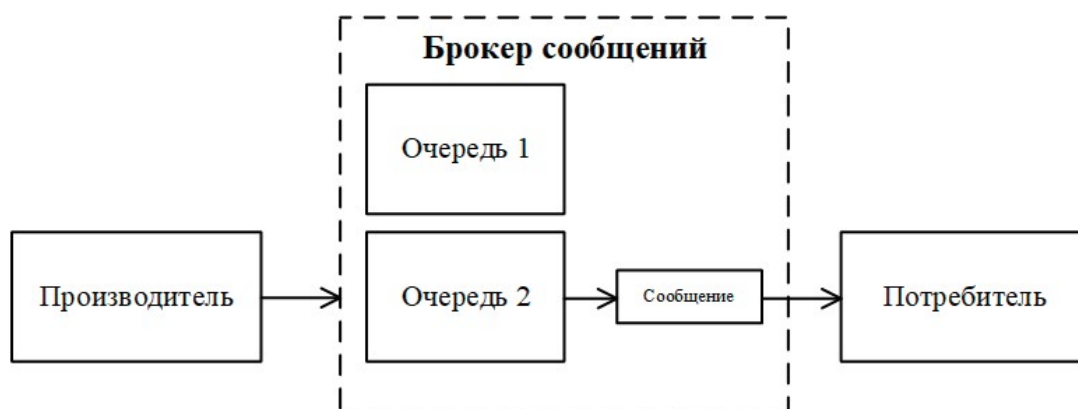 Брокер сообщений
Очередь 1
Производитель
Очередь 2
Сообщение
Потребитель